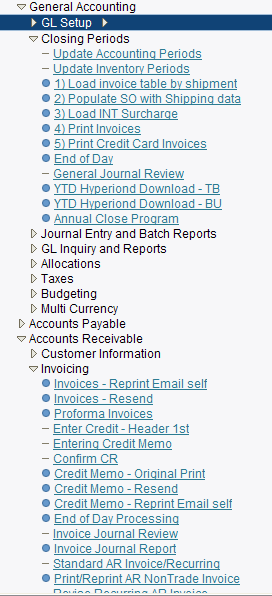 General Accounting
GL Setup
Closing Periods
Update Accounting Periods
Update Inventory Periods
1) Load invoice table by shipment
2) Populate SO with Shipping data
3) Load INT Surcharge
4) Print Invoices
5) Print Credit Card Invoices
End of Day
General Journal Review
YTD Hyperiond Download - TB
YTD Hyperiond Download - BU
Annual Close Program
Journal Entry and Batch Reports
GL Inquiry and Reports
Allocations
Taxes
Budgeting
Multi Currency
Accounts Payable
Accounts Receivable
Customer Information
Invoicing
Invoices - Reprint Email self
Invoices - Resend
Proforma Invoices
Enter Credit - Header 1st
Entering Credit Memo
Confirm CR
Credit Memo - Original Print
Credit Memo - Resend
Credit Memo - Reprint Email self
End of Day Processing
Invoice Journal Review
Invoice Journal Report
Standard AR Invoice/Recurring
Print/Reprint AR NonTrade Invoice
Revise Recurring AR Invoice